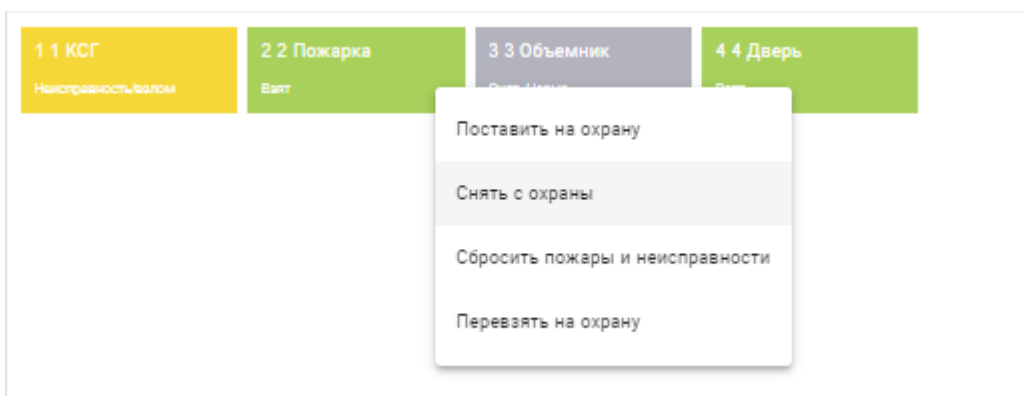 1 1 КСГ
2 2 Пожарка
3 3 Объемник
4 4 Дверь
Неисправность/взлом
Взят
Поставить на охрану
Снять с охраны
Сбросить пожары и неисправности
Перевзять на охрану